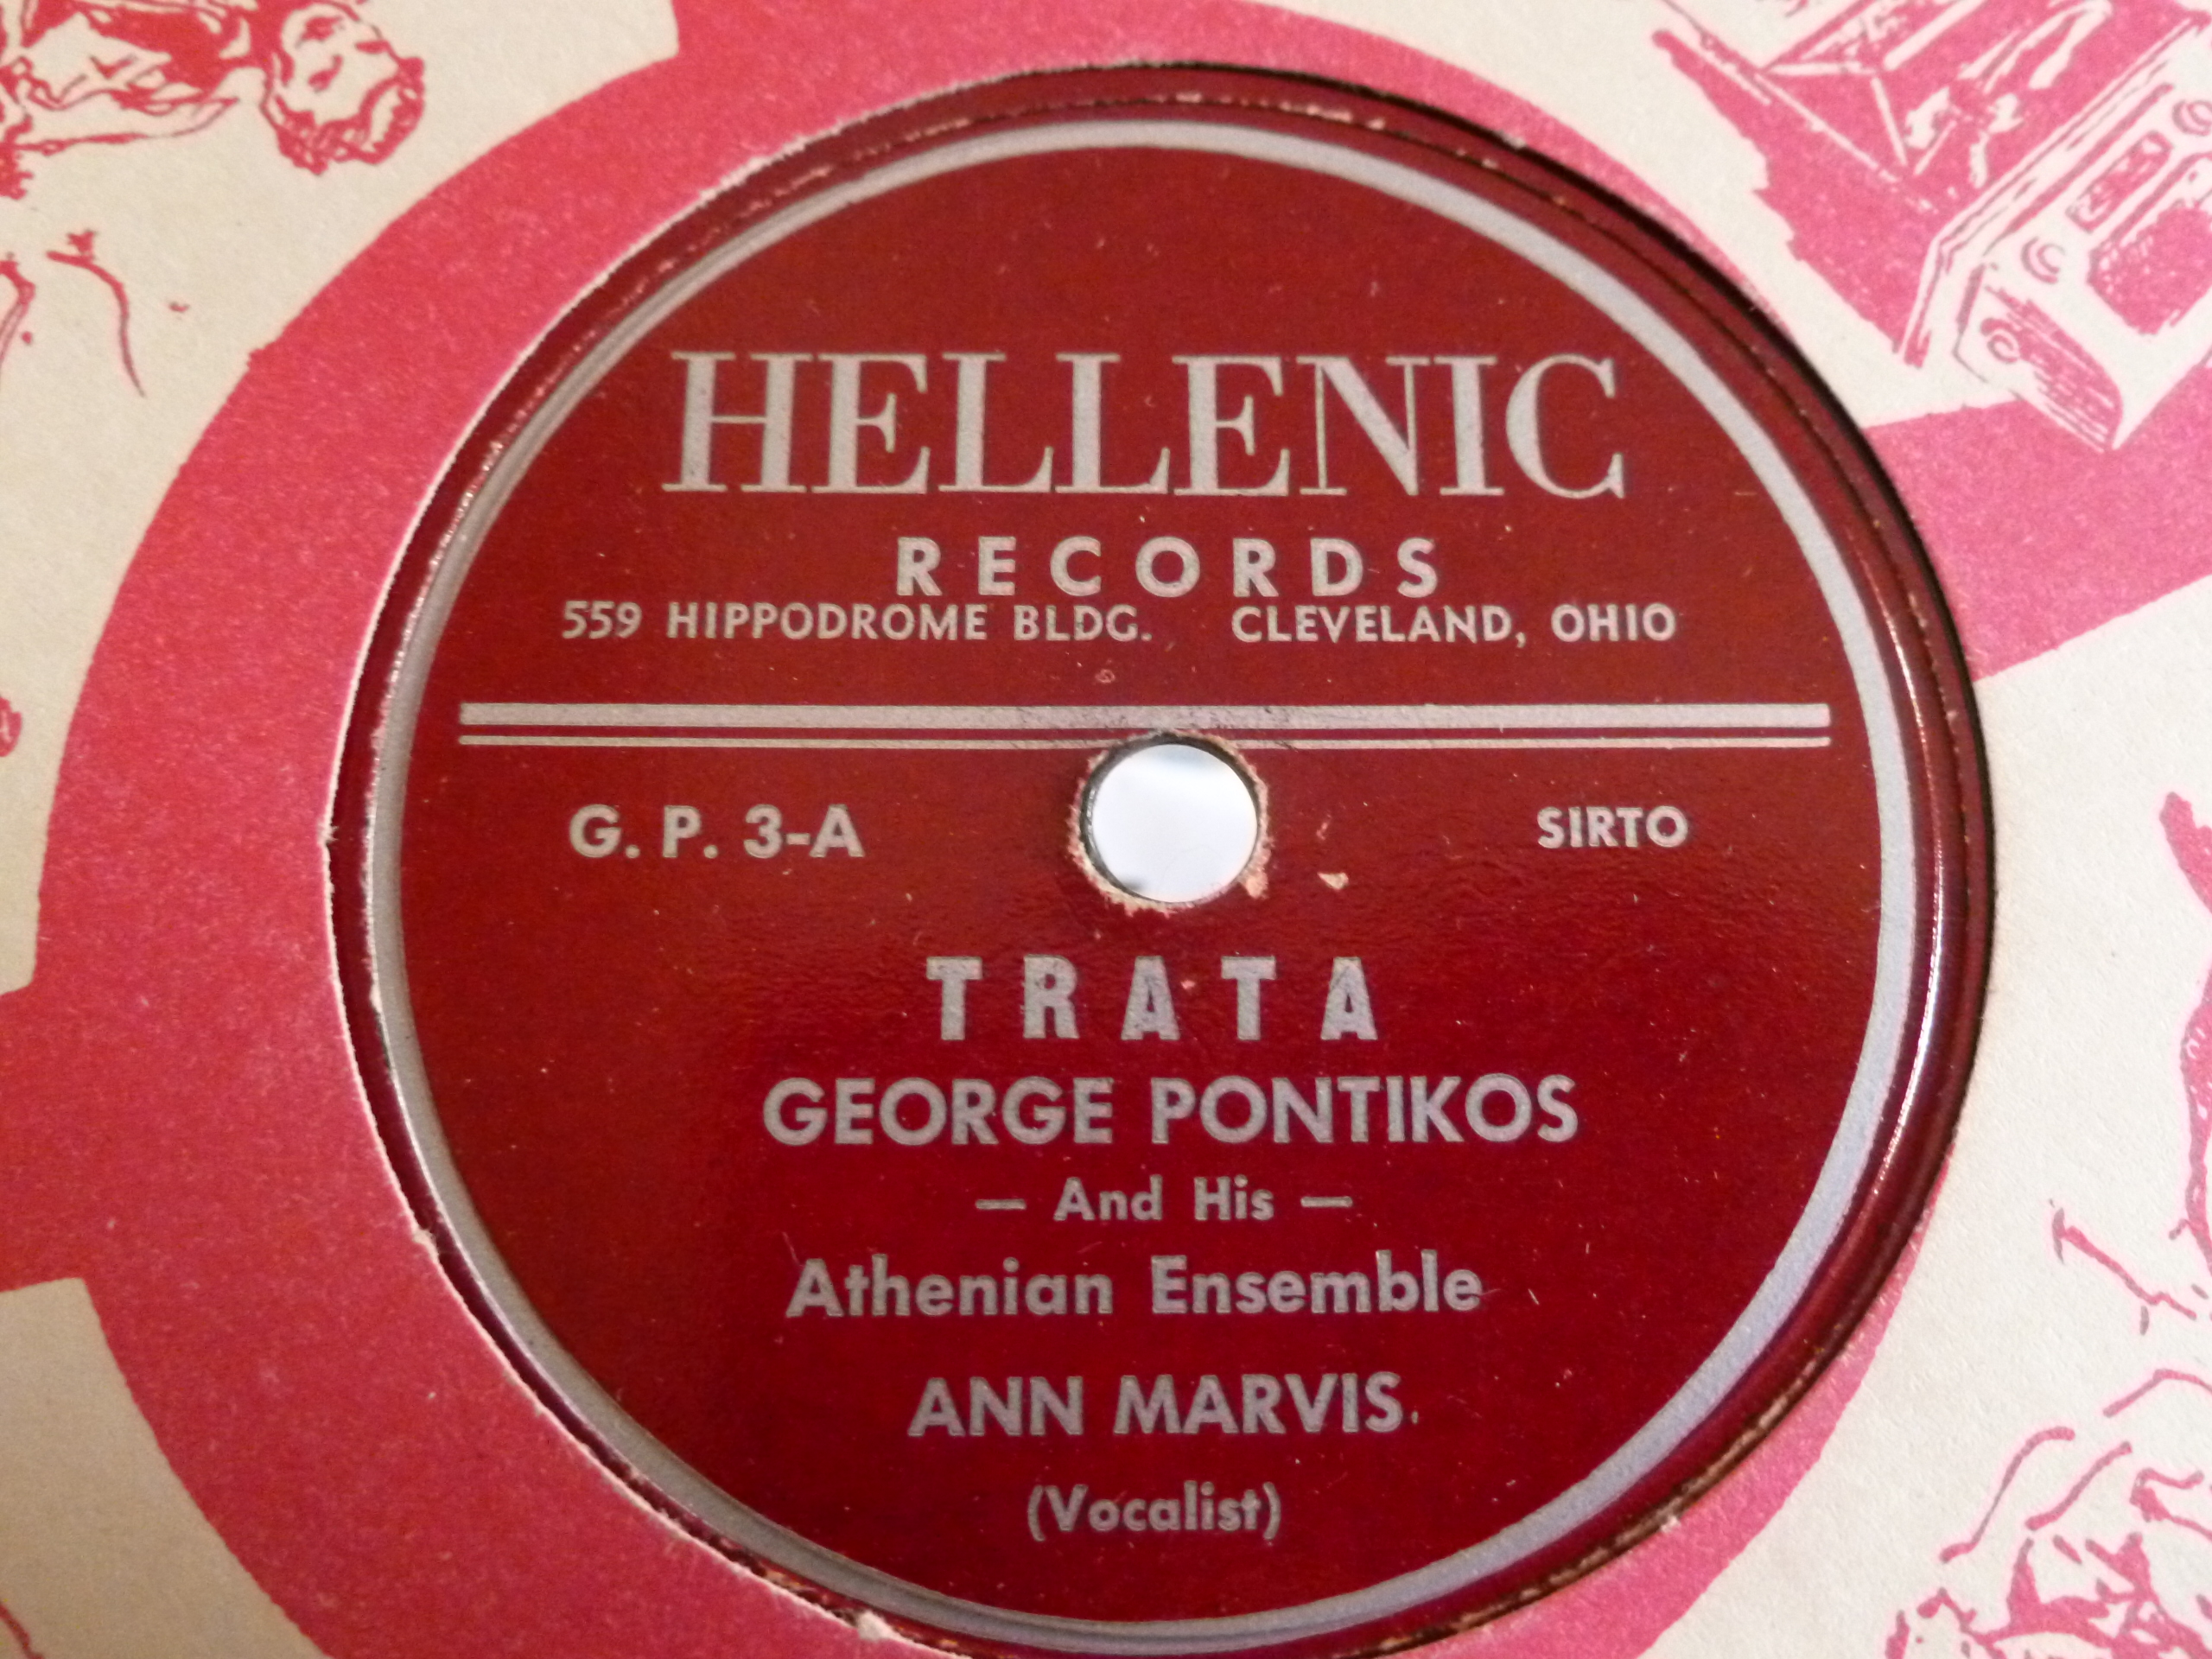 HELLENIC
RECORDS
559 HIPPODROME BLDG. CLEVELAND, OHIO
G. P. 3-A SIRTO
TRATA
GEORGE PONTIKOS
— And His —
Athenian Ensemble
ANN MARVIS
(Vocalist)